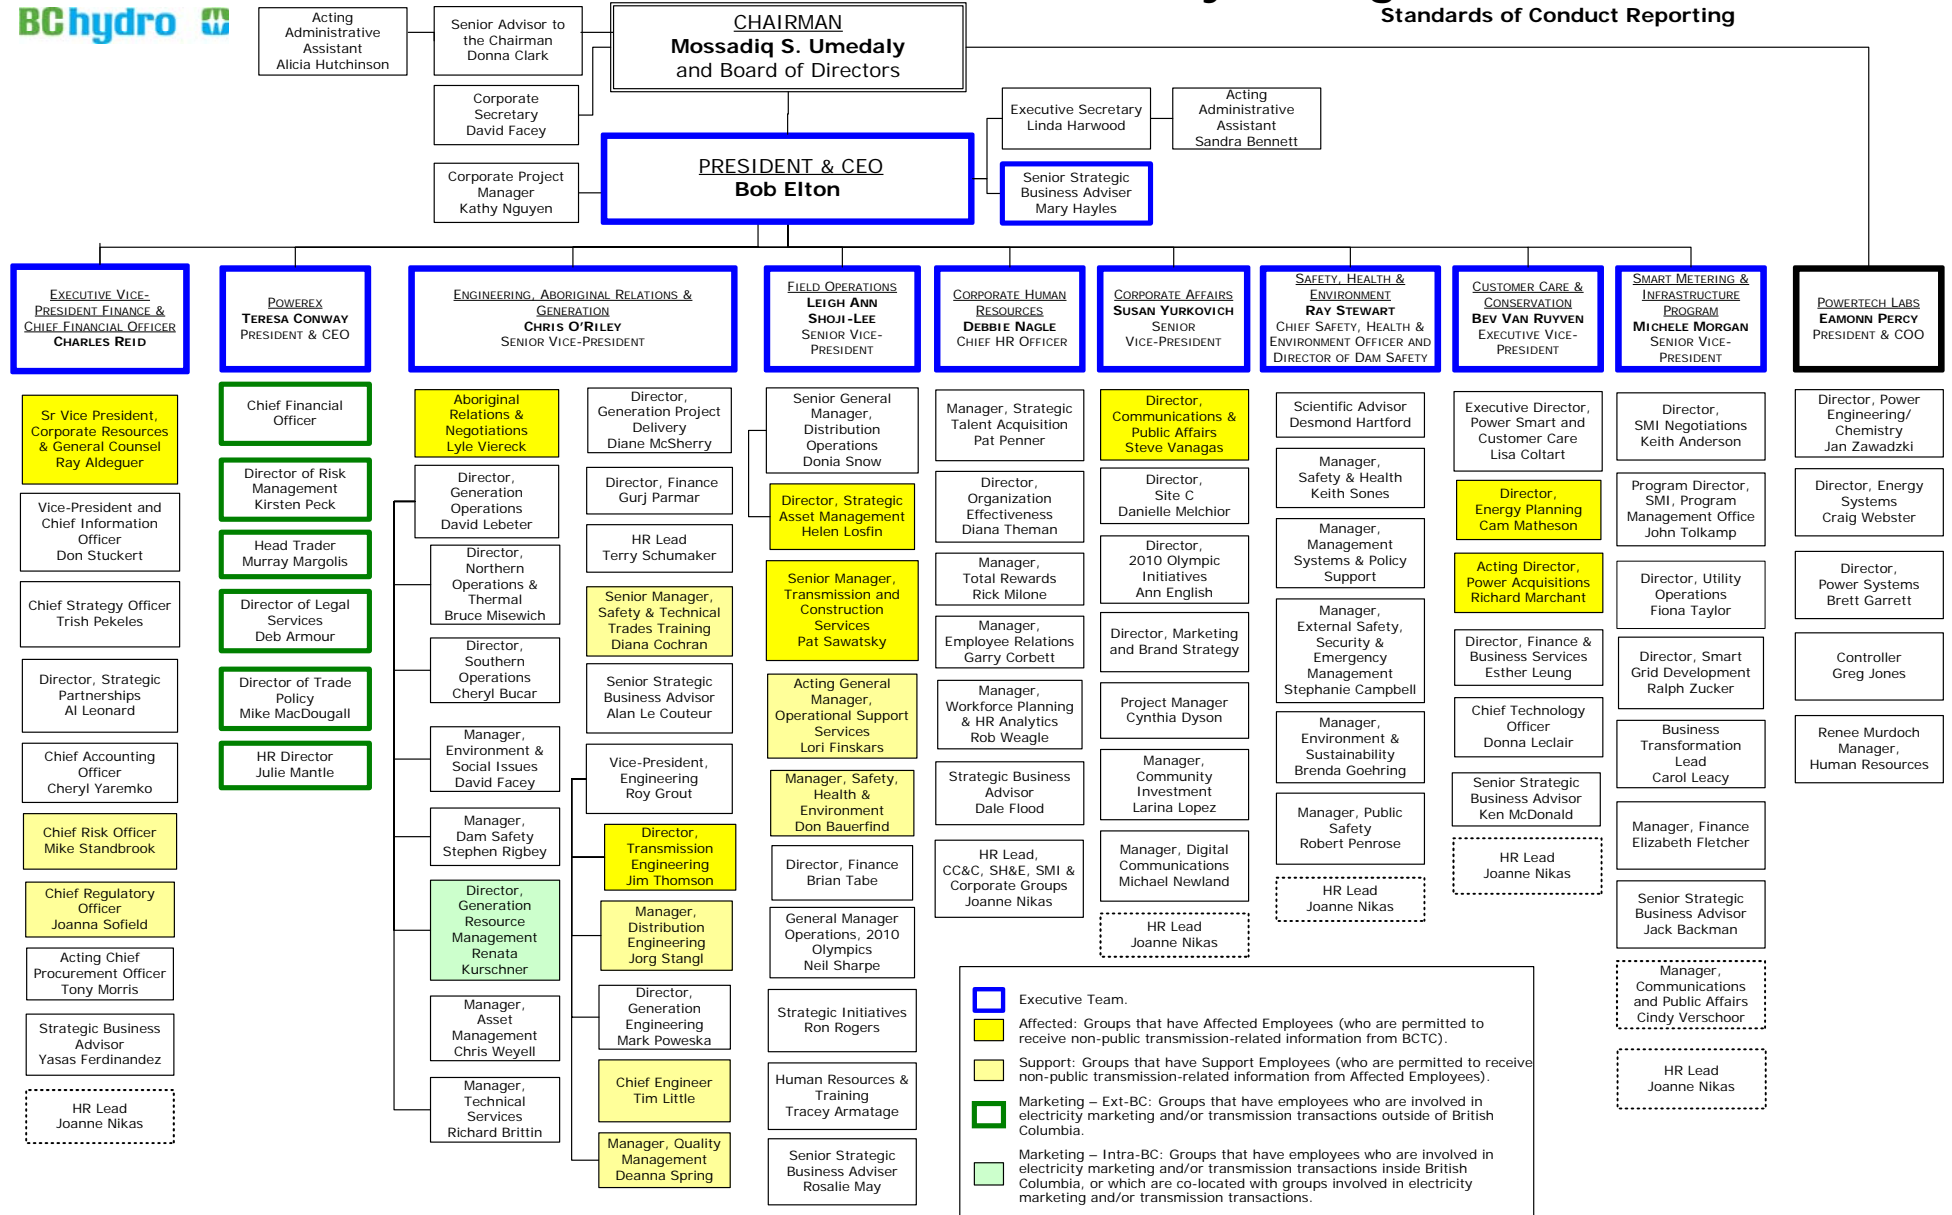 BChydro
Standards of Conduct Reporting
Acting
Administrative
Assistant
Alicia Hutchinson
Senior Advisor to
the Chairman
Donna Clark
CHAIRMAN
Mossadiq S. Umedaly
and Board of Directors
Corporate
Secretary
David Facey
Executive Secretary
Linda Harwood
Acting
Administrative
Assistant
Sandra Bennett
Corporate Project
Manager
Kathy Nguyen
PRESIDENT & CEO
Bob Elton
Senior Strategic
Business Adviser
Mary Hayles
EXECUTIVE VICE-
PRESIDENT FINANCE &
CHIEF FINANCIAL OFFICER
CHARLES REID
Sr Vice President,
Corporate Resources
& General Counsel
Ray Aldeguer
Vice-President and
Chief Information
Officer
Don Stuckert
Chief Strategy Officer
Trish Pekeles
Director, Strategic
Partnerships
Al Leonard
Chief Accounting
Officer
Cheryl Yaremko
Chief Risk Officer
Mike Standbrook
Chief Regulatory
Officer
Joanna Sofield
Acting Chief
Procurement Officer
Tony Morris
Strategic Business
Advisor
Yasas Ferdinandez
HR Lead
Joanne Nikas
POWEREX
TERESA CONWAY
PRESIDENT & CEO
Chief Financial
Officer
Director of Risk
Management
Kirsten Peck
Head Trader
Murray Margolis
Director of Legal
Services
Deb Armour
Director of Trade
Policy
Mike MacDougall
HR Director
Julie Mantle
ENGINEERING, ABORIGINAL RELATIONS &
GENERATION
CHRIS O'RILEY
SENIOR VICE-PRESIDENT
Aboriginal
Relations &
Negotiations
Lyle Viereck
Director,
Generation
Operations
David Lebeter
Director,
Northern
Operations &
Thermal
Bruce Misewich
Director,
Southern
Operations
Cheryl Bucar
Manager,
Environment &
Social Issues
David Facey
Manager,
Dam Safety
Stephen Rigbey
Director,
Generation
Resource
Management
Renata
Kurschner
Manager,
Asset
Management
Chris Weyell
Manager,
Technical
Services
Richard Brittin
Director,
Generation Project
Delivery
Diane McSherry
Director, Finance
Gurj Parmar
HR Lead
Terry Schumaker
Senior Manager,
Safety & Technical
Trades Training
Diana Cochran
Senior Strategic
Business Advisor
Alan Le Couteur
Vice-President,
Engineering
Roy Grout
Director,
Transmission
Engineering
Jim Thomson
Manager,
Distribution
Engineering
Jorg Stangl
Director,
Generation
Engineering
Mark Poweska
Chief Engineer
Tim Little
Manager, Quality
Management
Deanna Spring
FIELD OPERATIONS
LEIGH ANN
SHOJI-LEE
SENIOR VICE-
PRESIDENT
Senior General
Manager,
Distribution
Operations
Donia Snow
Director, Strategic
Asset Management
Helen Losfin
Senior Manager,
Transmission and
Construction
Services
Pat Sawatsky
Acting General
Manager,
Operational Support
Services
Lori Finskars
Manager, Safety,
Health &
Environment
Don Bauerfind
Director, Finance
Brian Tabe
General Manager
Operations, 2010
Olympics
Neil Sharpe
Strategic Initiatives
Ron Rogers
Human Resources &
Training
Tracey Armatage
Senior Strategic
Business Adviser
Rosalie May
CORPORATE HUMAN
RESOURCES
DEBBIE NAGLE
CHIEF HR OFFICER
Manager, Strategic
Talent Acquisition
Pat Penner
Director,
Organization
Effectiveness
Diana Theman
Manager,
Total Rewards
Rick Milone
Manager,
Employee Relations
Garry Corbett
Manager,
Workforce Planning
& HR Analytics
Rob Weagle
Strategic Business
Advisor
Dale Flood
HR Lead,
CC&C, SH&E, SMI &
Corporate Groups
Joanne Nikas
CORPORATE AFFAIRS
SUSAN YURKOVICH
SENIOR
VICE-PRESIDENT
Director,
Communications &
Public Affairs
Steve Vanagas
Director,
Site C
Danielle Melchior
Director,
2010 Olympic
Initiatives
Ann English
Director, Marketing
and Brand Strategy
Project Manager
Cynthia Dyson
Manager,
Community
Investment
Larina Lopez
Manager, Digital
Communications
Michael Newland
HR Lead
Joanne Nikas
SAFETY, HEALTH &
ENVIRONMENT
RAY STEWART
CHIEF SAFETY, HEALTH &
ENVIRONMENT OFFICER AND
DIRECTOR OF DAM SAFETY
Scientific Advisor
Desmond Hartford
Manager,
Safety & Health
Keith Sones
Manager,
Management
Systems & Policy
Support
Manager,
External Safety,
Security &
Emergency
Management
Stephanie Campbell
Manager,
Environment &
Sustainability
Brenda Goehring
Manager, Public
Safety
Robert Penrose
HR Lead
Joanne Nikas
CUSTOMER CARE &
CONSERVATION
BEV VAN RUYVEN
EXECUTIVE VICE-
PRESIDENT
Executive Director,
Power Smart and
Customer Care
Lisa Coltart
Director,
Energy Planning
Cam Matheson
Acting Director,
Power Acquisitions
Richard Marchant
Director, Finance &
Business Services
Esther Leung
Chief Technology
Officer
Donna Leclair
Senior Strategic
Business Advisor
Ken McDonald
HR Lead
Joanne Nikas
SMART METERING &
INFRASTRUCTURE
PROGRAM
MICHELE MORGAN
SENIOR VICE-
PRESIDENT
Director,
SMI Negotiations
Keith Anderson
Program Director,
SMI, Program
Management Office
John Tolkamp
Director, Utility
Operations
Fiona Taylor
Director, Smart
Grid Development
Ralph Zucker
Business
Transformation
Lead
Carol Leacy
Manager, Finance
Elizabeth Fletcher
Senior Strategic
Business Advisor
Jack Backman
Manager,
Communications
and Public Affairs
Cindy Verschoor
HR Lead
Joanne Nikas
POWERTECH LABS
EAMONN PERCY
PRESIDENT & COO
Director, Power
Engineering/
Chemistry
Jan Zawadzki
Director, Energy
Systems
Craig Webster
Director,
Power Systems
Brett Garrett
Controller
Greg Jones
Renee Murdoch
Manager,
Human Resources
Executive Team.
Affected: Groups that have Affected Employees (who are permitted to
receive non-public transmission-related information from BCTC).
Support: Groups that have Support Employees (who are permitted to receive
non-public transmission-related information from Affected Employees).
Marketing – Ext-BC: Groups that have employees who are involved in
electricity marketing and/or transmission transactions outside of British
Columbia.
Marketing – Intra-BC: Groups that have employees who are involved in
electricity marketing and/or transmission transactions inside British
Columbia, or which are co-located with groups involved in electricity
marketing and/or transmission transactions.